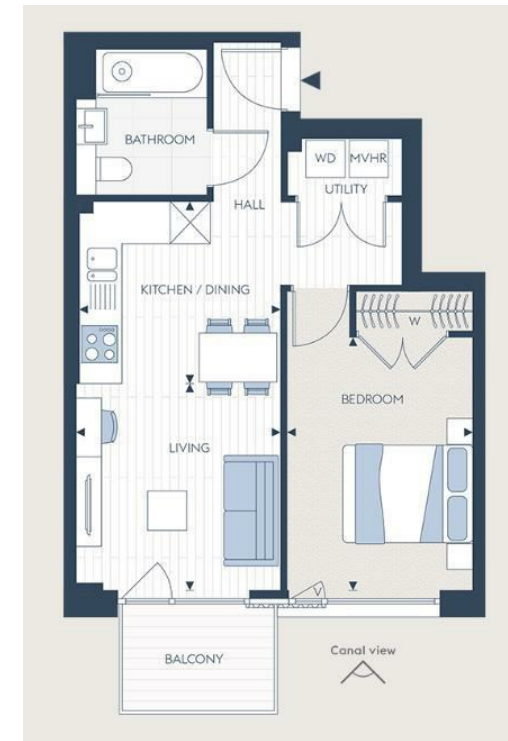 BATHROOM
WD MVHR
UTILITY
HALL
KITCHEN / DINING
W
BEDROOM
LIVING
V
BALCONY
Canal view